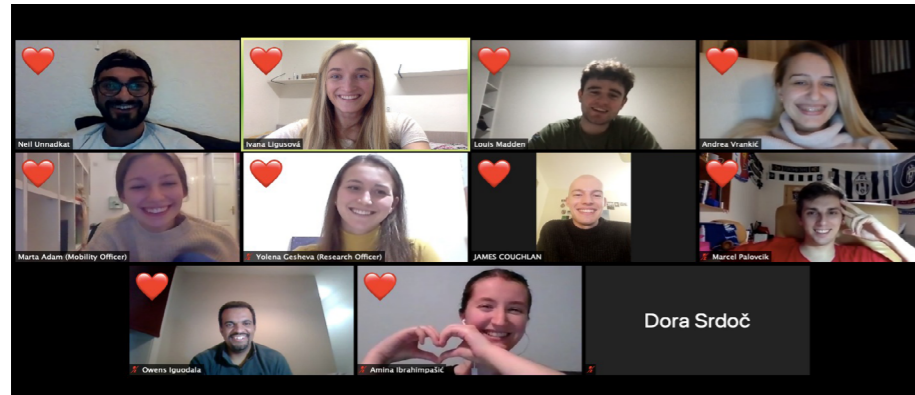 Neil Unnadkat
Ivana Ligusová
Louis Madden
Andrea Vrankić
Marta Adam (Mobility Officer)
Yolena Gesheva (Research Officer)
JAMES COUGHLAN
Marcel Palovcik
Owens Iguodala
Amina Ibrahimpašić
Dora Srdoč